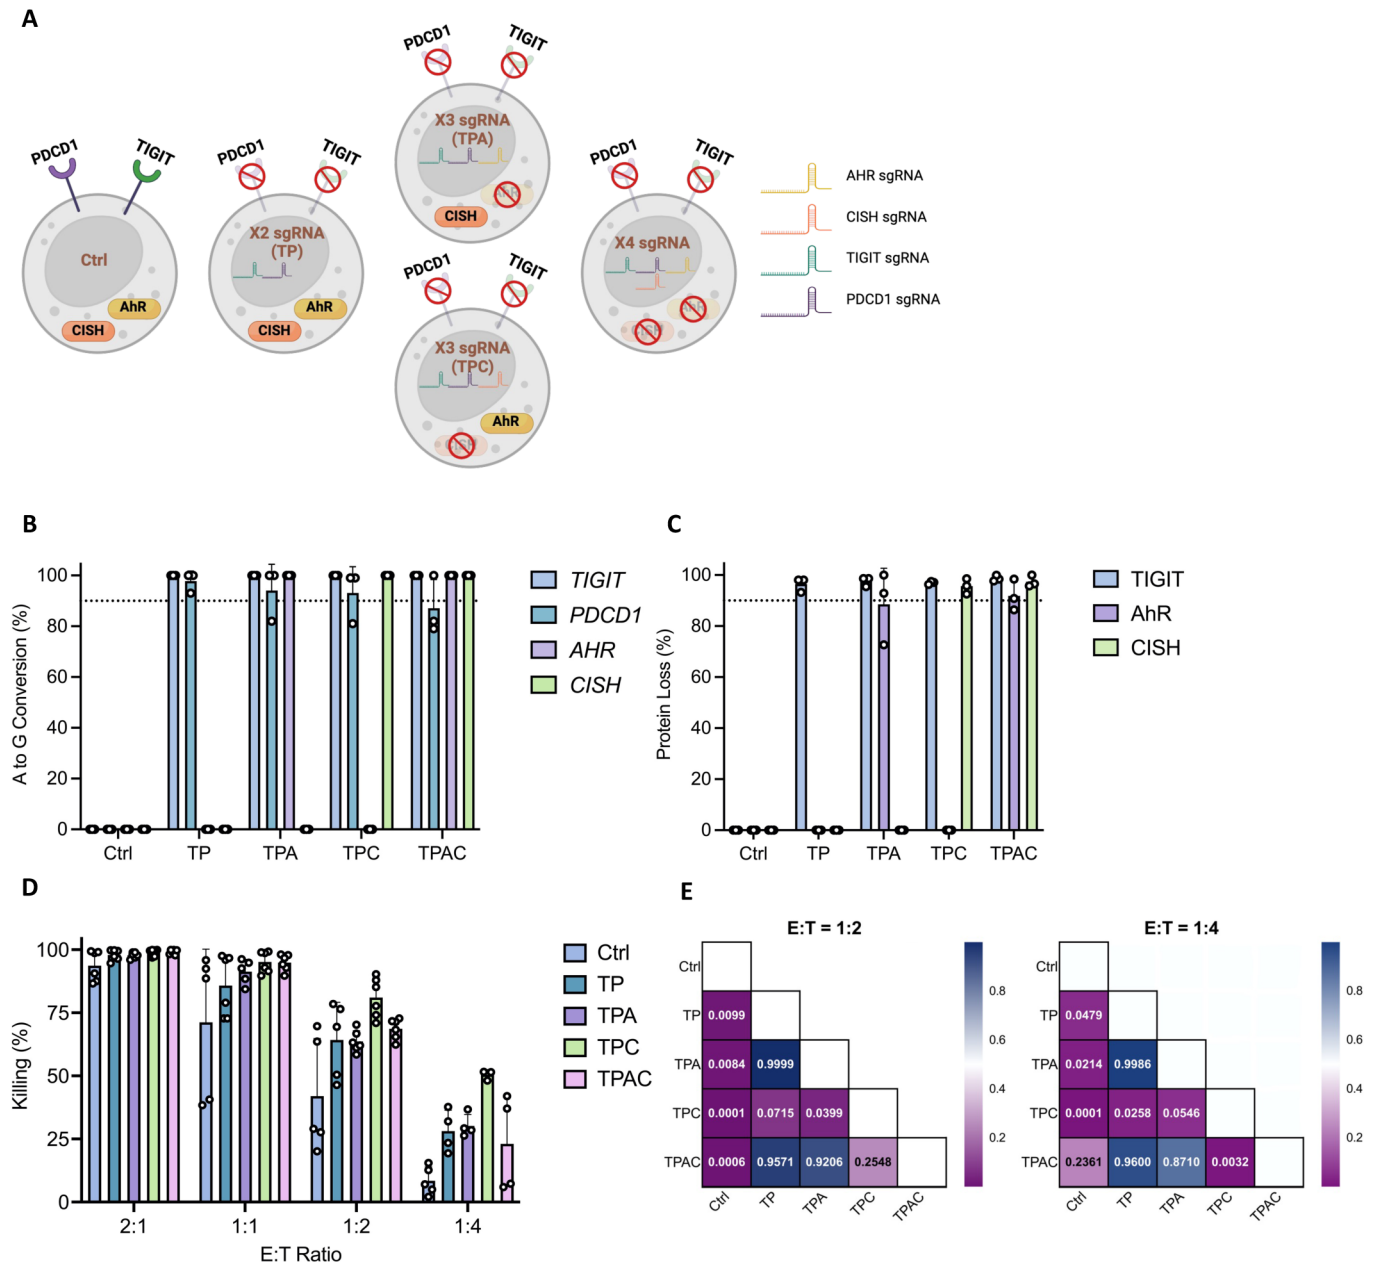 A
PDCD1
TIGIT
X3 sgRNA
(TPA)
AhR
CISH
PDCD1
TIGIT
Ctrl
AhR
CISH
PDCD1
TIGIT
X2 sgRNA
(TP)
AhR
CISH
PDCD1
TIGIT
X3 sgRNA
(TPC)
AhR
CISH
PDCD1
TIGIT
X4 sgRNA
AhR
CISH
AHR sgRNA
CISH sgRNA
TIGIT sgRNA
PDCD1 sgRNA
B
A to G Conversion (%)
100
80
60
40
20
0
Ctrl TP TPA TPC TPAC
TIGIT
PDCD1
AHR
CISH
C
Protein Loss (%)
100
80
60
40
20
0
Ctrl TP TPA TPC TPAC
TIGIT
AhR
CISH
D
Killing (%)
100
75
50
25
0
2:1 1:1 1:2 1:4
E:T Ratio
Ctrl
TP
TPA
TPC
TPAC
E
E:T = 1:2
Ctrl
TP 0.0099
TPA 0.0084 0.9999
TPC 0.0001 0.0715 0.0399
TPAC 0.0006 0.9571 0.9206 0.2548
Ctrl TP TPA TPC TPAC
0.8
0.6
0.4
0.2
E:T = 1:4
Ctrl
TP 0.0479
TPA 0.0214 0.9986
TPC 0.0001 0.0258 0.0546
TPAC 0.2361 0.9600 0.8710 0.0032
Ctrl TP TPA TPC TPAC
0.8
0.6
0.4
0.2